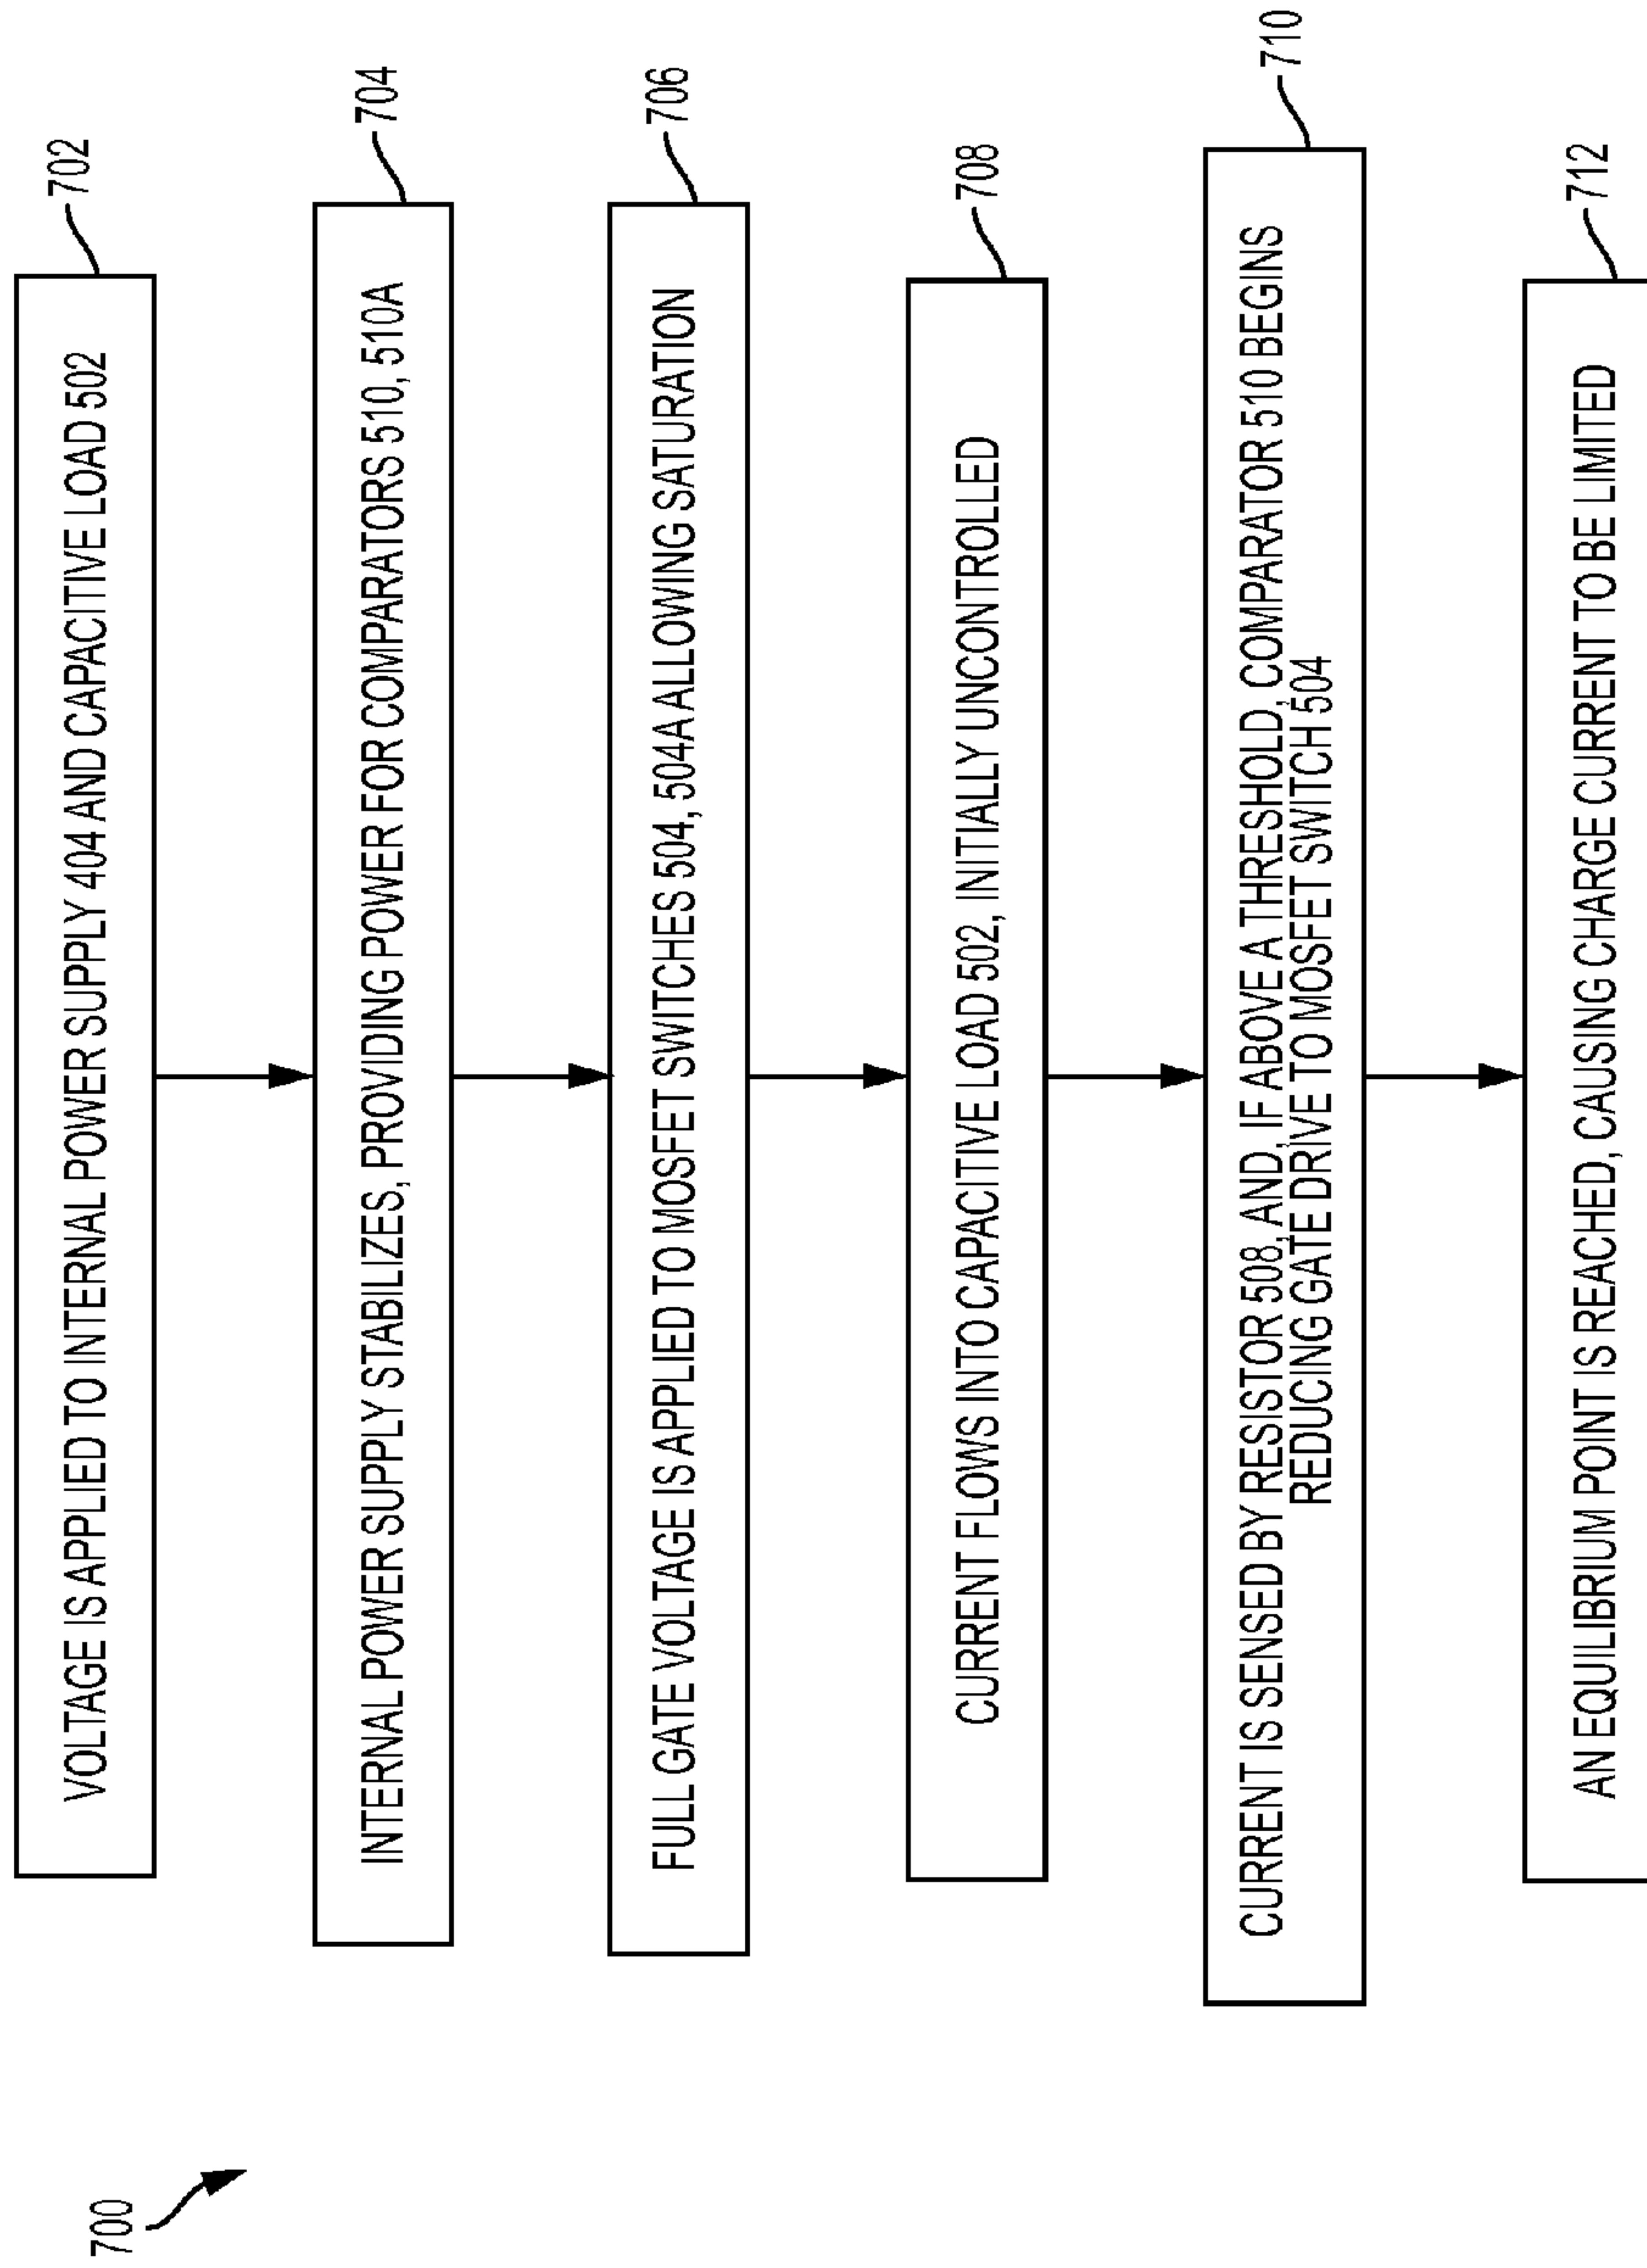 700
702
VOLTAGE IS APPLIED TO INTERNAL POWER SUPPLY 404 AND CAPACITIVE LOAD 502
704
INTERNAL POWER SUPPLY STABILIZES, PROVIDING POWER FOR COMPARATORS 510, 510A
706
FULL GATE VOLTAGE IS APPLIED TO MOSFET SWITCHES 504, 504A ALLOWING SATURATION
708
CURRENT FLOWS INTO CAPACITIVE LOAD 502, INITIALLY UNCONTROLLED
710
CURRENT IS SENSED BY RESISTOR 508, AND, IF ABOVE A THRESHOLD, COMPARATOR 510 BEGINS
REDUCING GATE DRIVE TO MOSFET SWITCH 504
712
AN EQUILIBRIUM POINT IS REACHED, CAUSING CHARGE CURRENT TO BE LIMITED